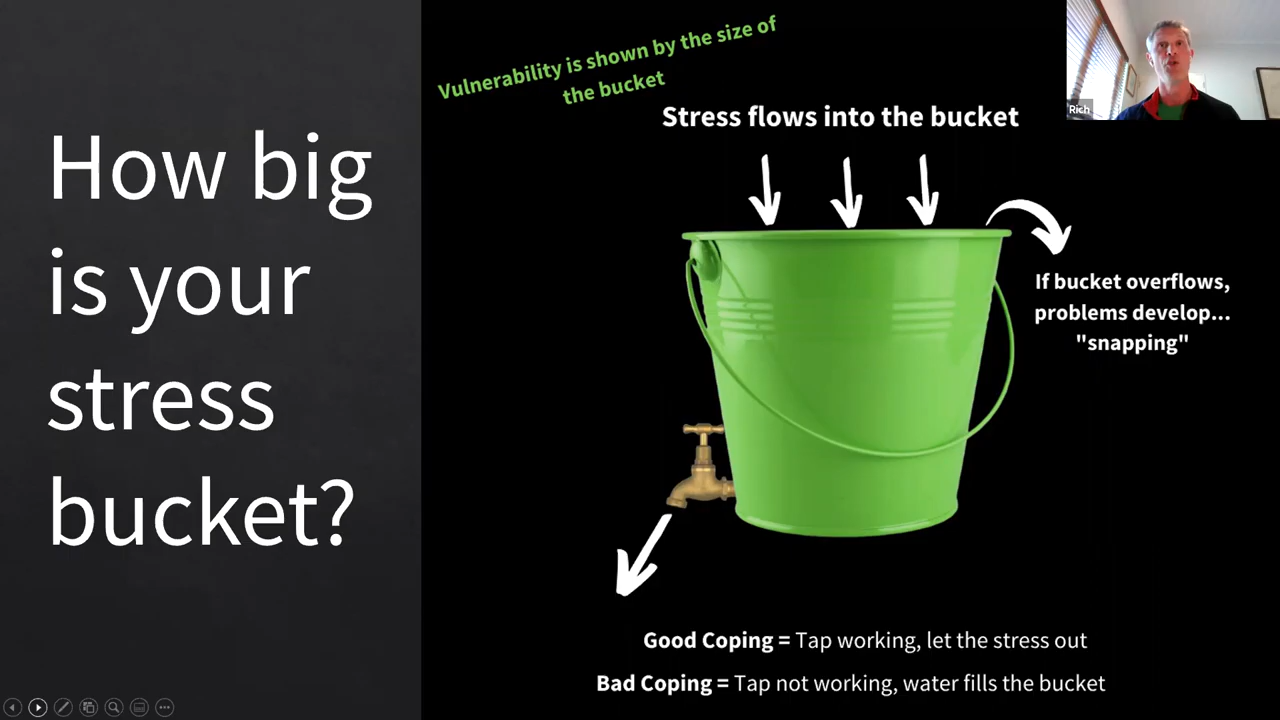 How big
is your
stress
bucket?
Vulnerability is shown by the size of
the bucket
Stress flows into the bucket
If bucket overflows,
problems develop...
"snapping"
Good Coping = Tap working, let the stress out
Bad Coping = Tap not working, water fills the bucket
Rich